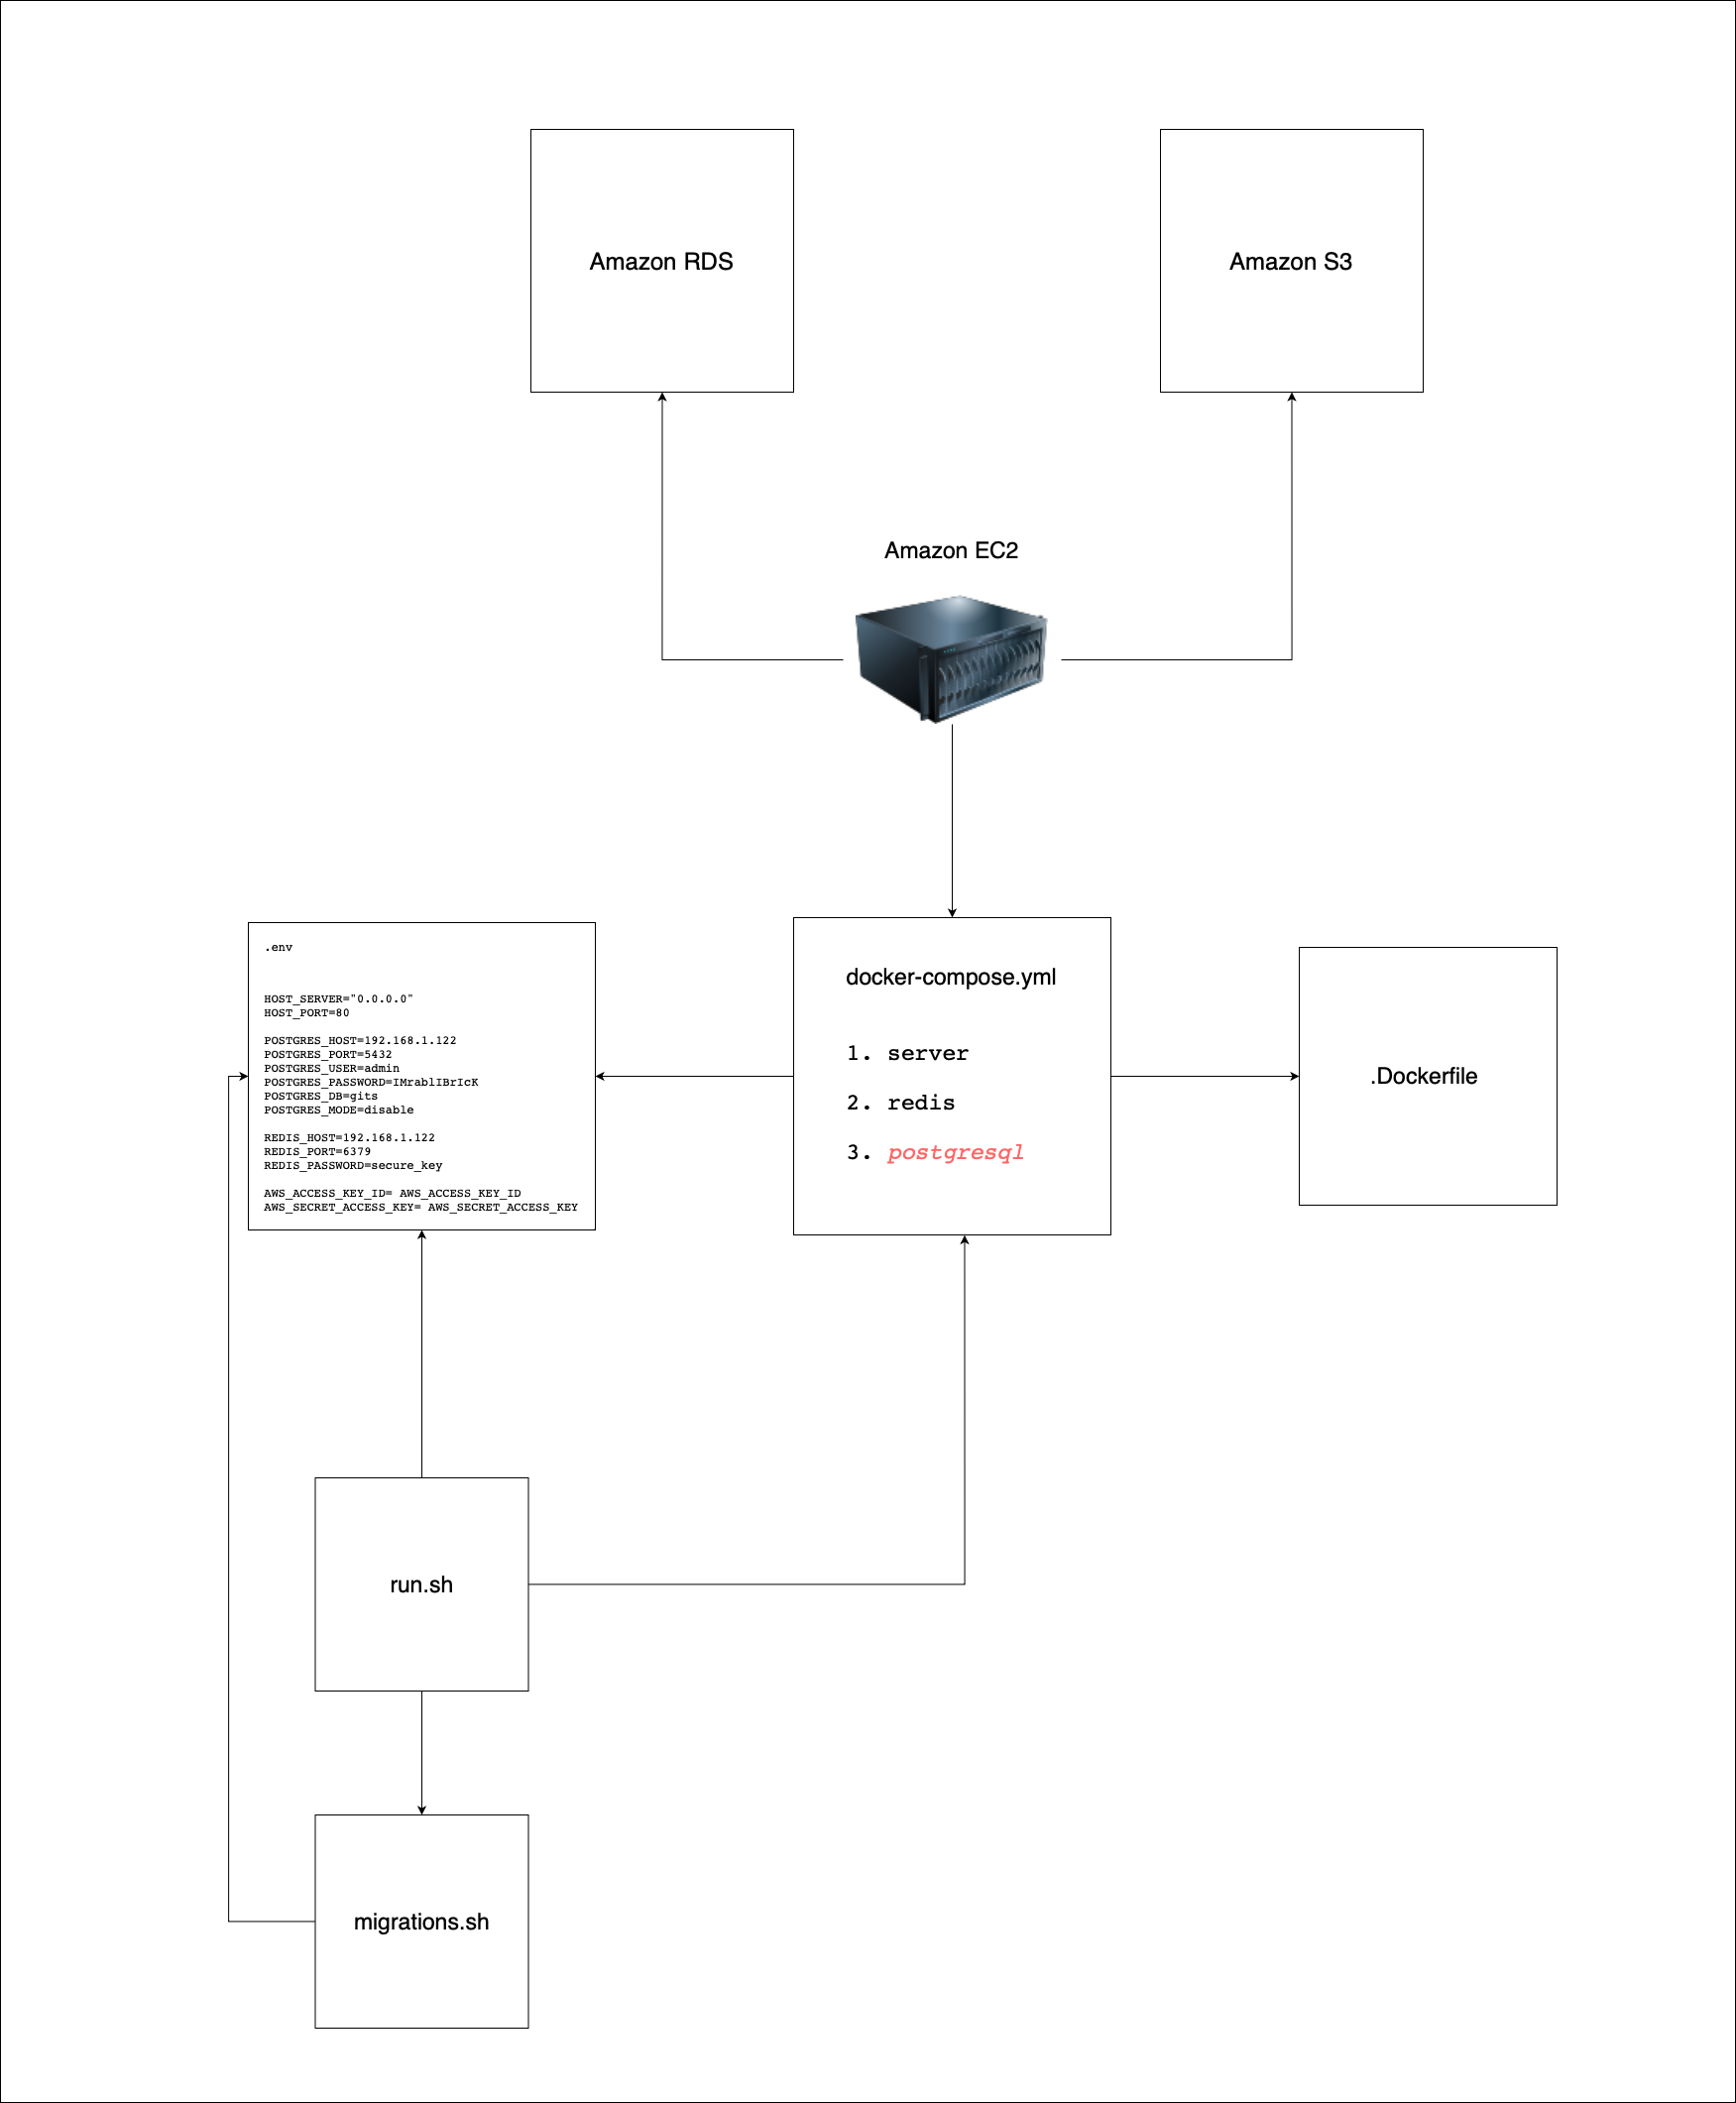 Amazon RDS
Amazon S3
Amazon EC2
.env
HOST_SERVER="0.0.0.0"
HOST_PORT=80
POSTGRES_HOST=192.168.1.122
POSTGRES_PORT=5432
POSTGRES_USER=admin
POSTGRES_PASSWORD=IMrablIBrIcK
POSTGRES_DB=gits
POSTGRES_MODE=disable
REDIS_HOST=192.168.1.122
REDIS_PORT=6379
REDIS_PASSWORD=secure_key
AWS_ACCESS_KEY_ID= AWS_ACCESS_KEY_ID
AWS_SECRET_ACCESS_KEY= AWS_SECRET_ACCESS_KEY
docker-compose.yml
1. server
2. redis
3. postgresql
.Dockerfile
run.sh
migrations.sh